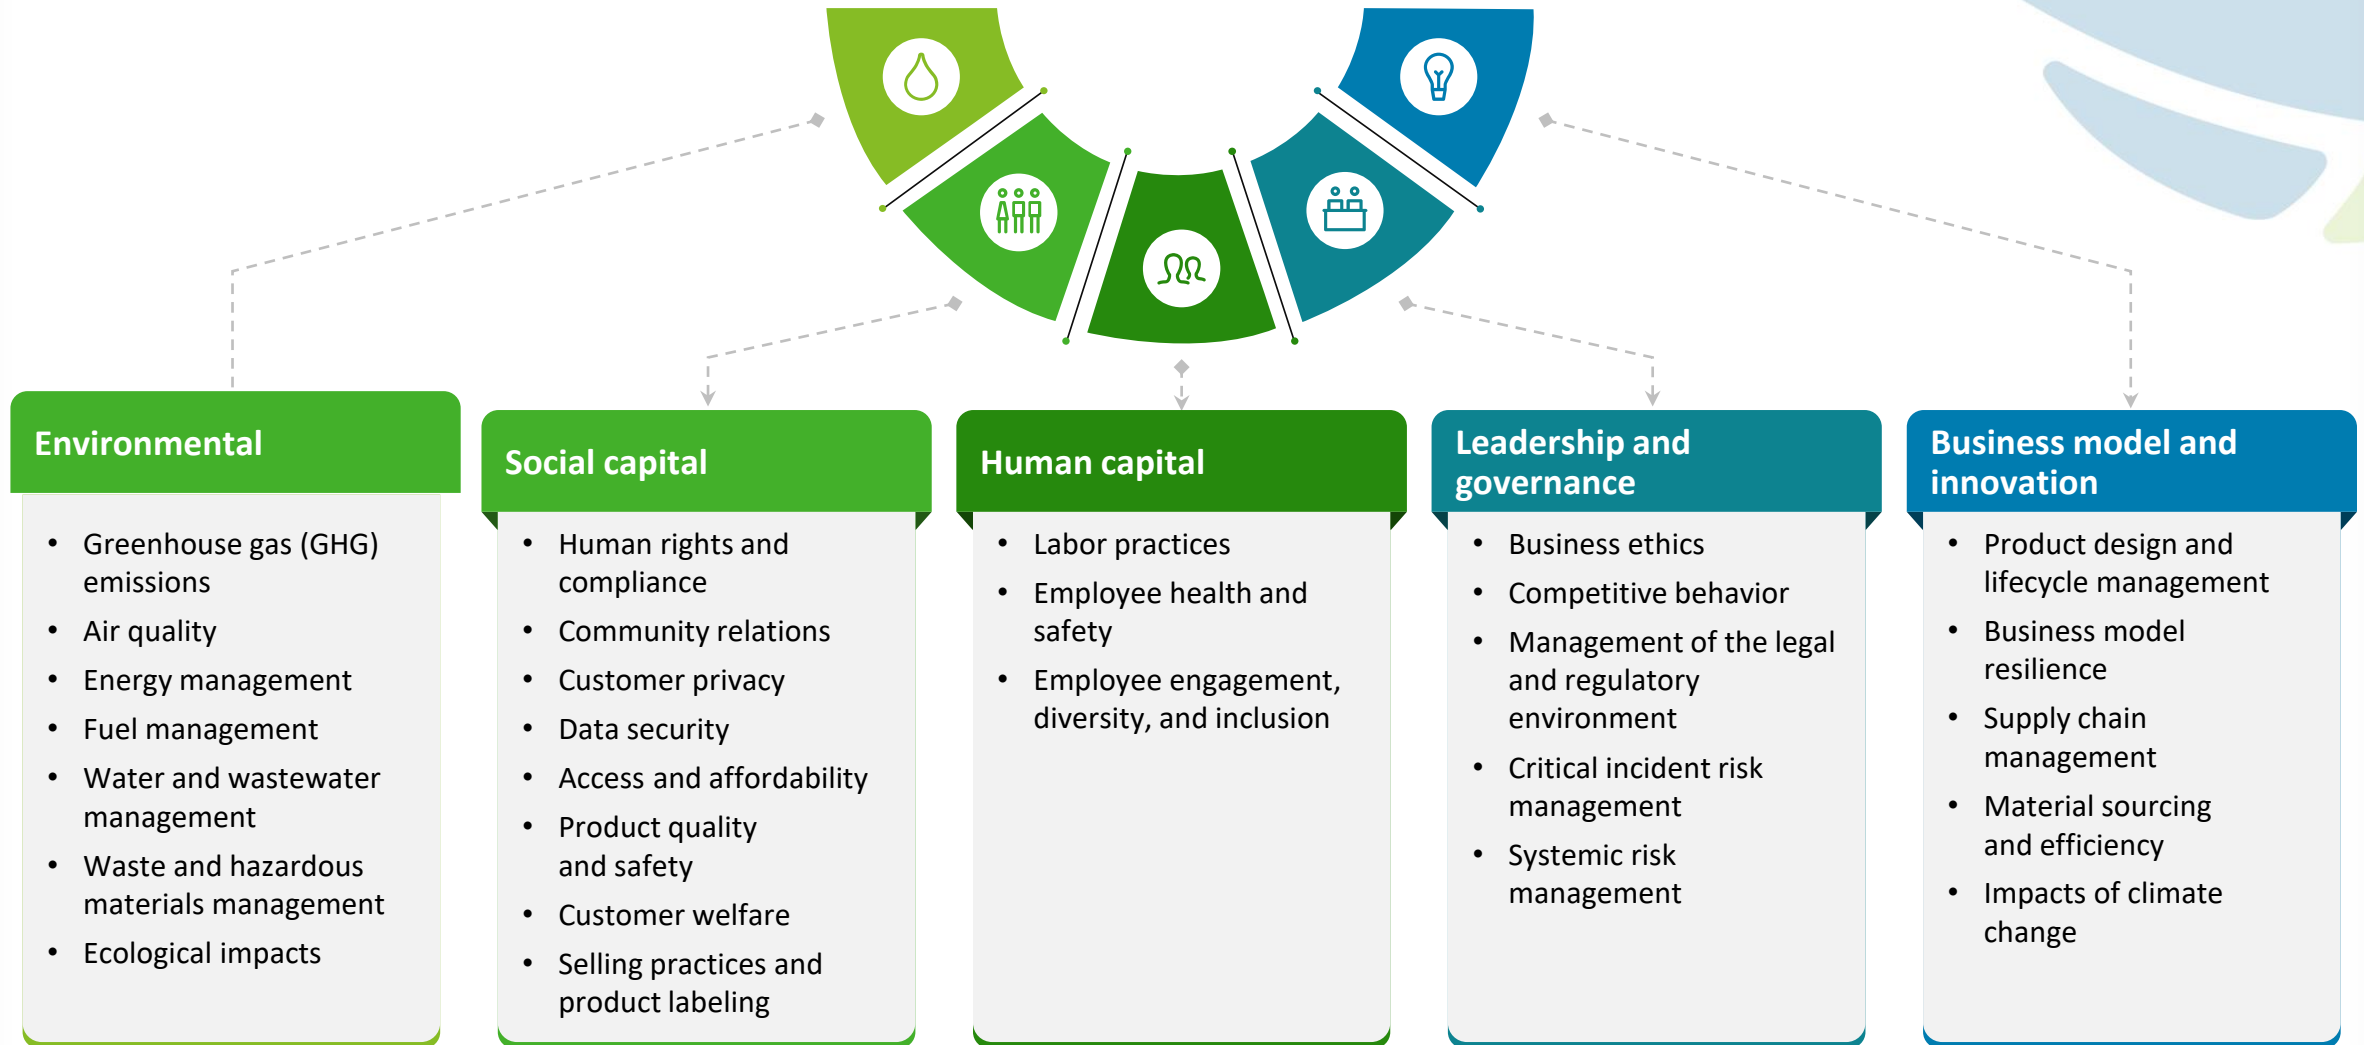 Environmental
• Greenhouse gas (GHG)
emissions
• Air quality
• Energy management
• Fuel management
• Water and wastewater
management
• Waste and hazardous
materials management
• Ecological impacts
Social capital
• Human rights and
compliance
• Community relations
• Customer privacy
• Data security
• Access and affordability
• Product quality
and safety
• Customer welfare
• Selling practices and
product labeling
Human capital
• Labor practices
• Employee health and
safety
• Employee engagement,
diversity, and inclusion
Leadership and
governance
• Business ethics
• Competitive behavior
• Management of the legal
and regulatory
environment
• Critical incident risk
management
• Systemic risk
management
Business model and
innovation
• Product design and
lifecycle management
• Business model
resilience
• Supply chain
management
• Material sourcing
and efficiency
• Impacts of climate
change